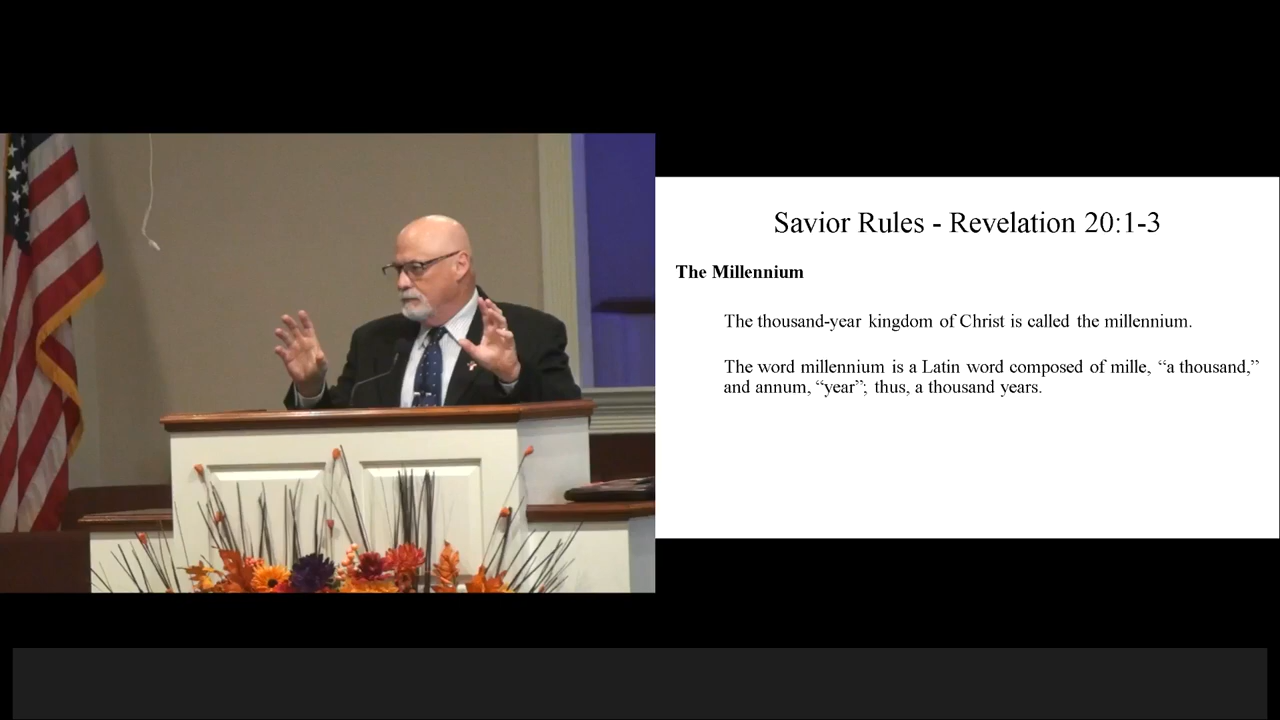 Savior Rules - Revelation 20:1-3
The Millennium
The thousand-year kingdom of Christ is called the millennium.
The word millennium is a Latin word composed of mille, “a thousand,”
and annum, “year”; thus, a thousand years.